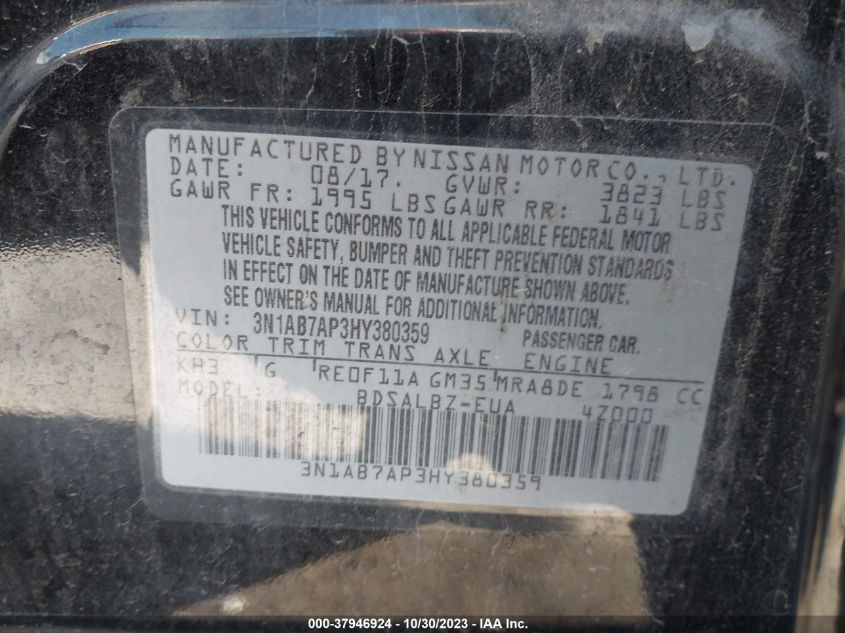 MANUFACTURED BY NISSAN MOTOR CO., LTD.
DATE: 08/17. GVWR: 3823 LBS
GAWR FR: 1995 LBS GAWR RR: 1841 LBS
THIS VEHICLE CONFORMS TO ALL APPLICABLE FEDERAL MOTOR
VEHICLE SAFETY, BUMPER AND THEFT PREVENTION STANDARDS
IN EFFECT ON THE DATE OF MANUFACTURE SHOWN ABOVE.
SEE OWNER'S MANUAL FOR ADDITIONAL INFORMATION.
VIN: 3N1AB7AP3HY380359 PASSENGER CAR.
COLOR TRIM TRANS AXLE ENGINE
KH3 G RE0F11A GM35 MRA8DE 1798 CC
MODEL: BDSALBZ-EUA 4Z000
3N1AB7AP3HY380359
000-37946924 - 10/30/2023 - IAA Inc.